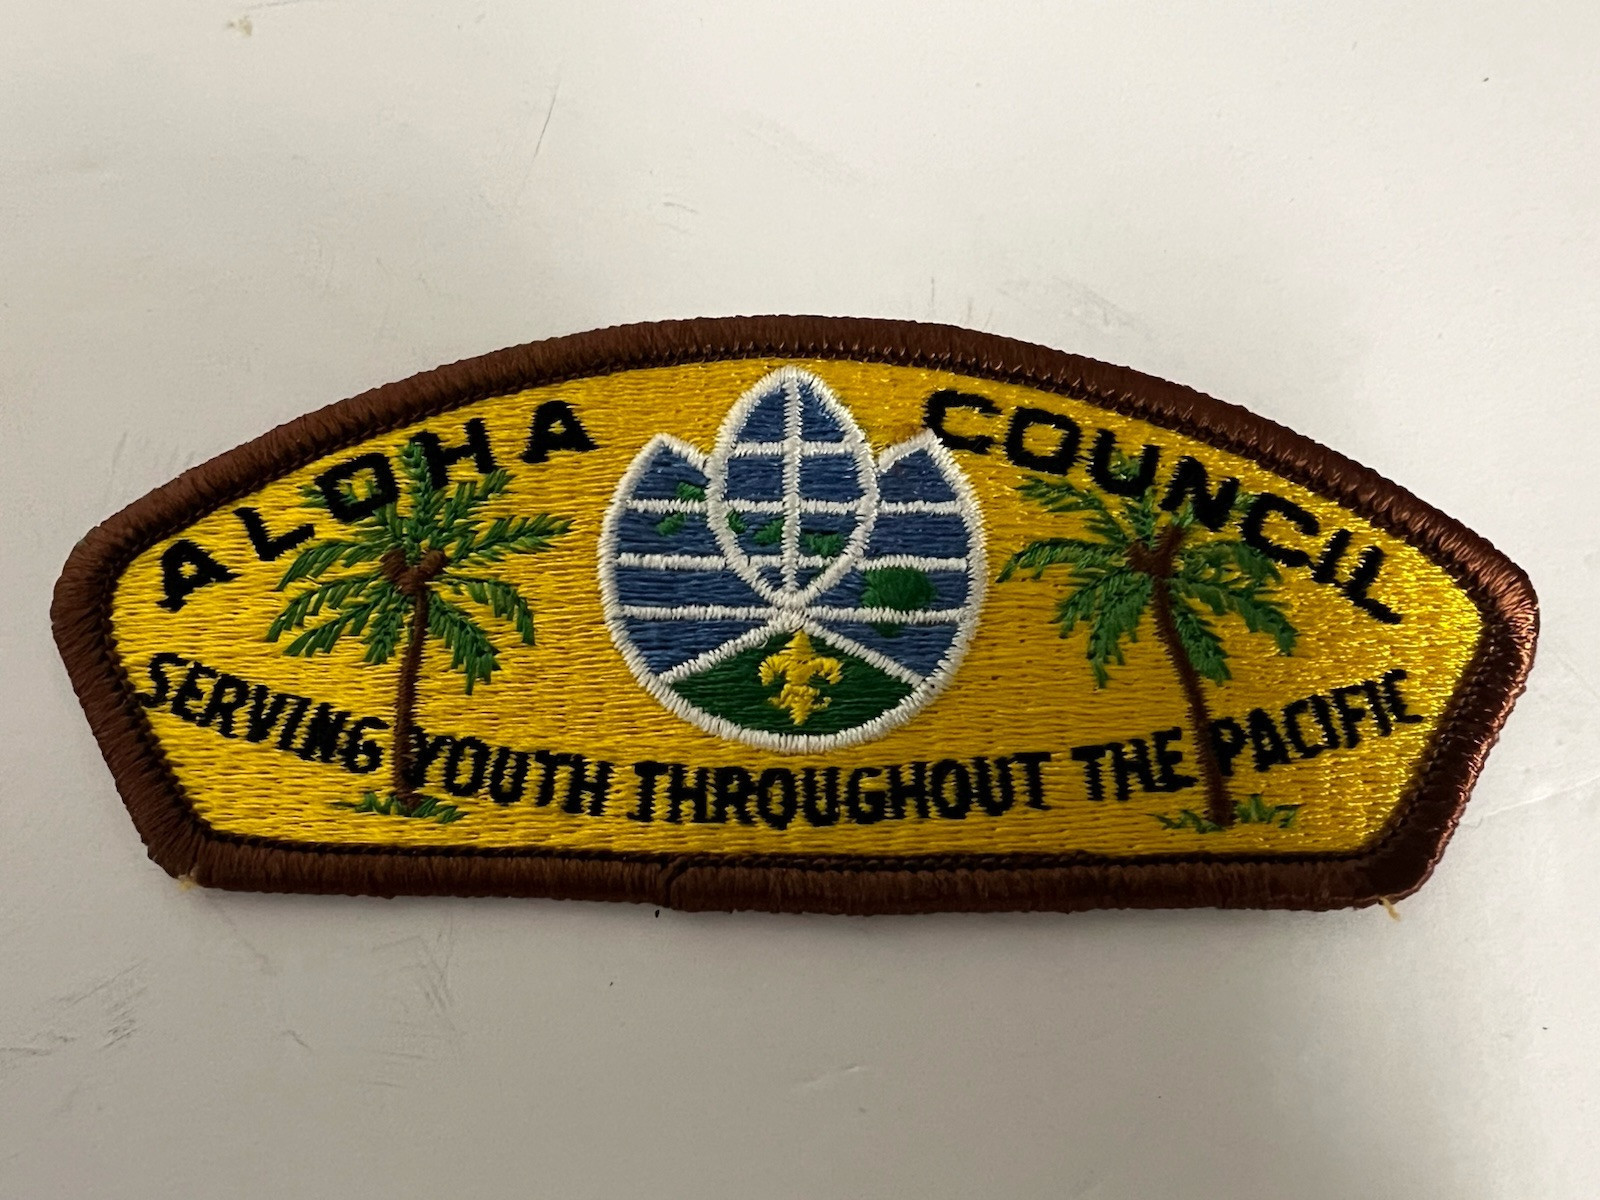 ALOHA COUNCIL
SERVING YOUTH THROUGHOUT THE PACIFIC